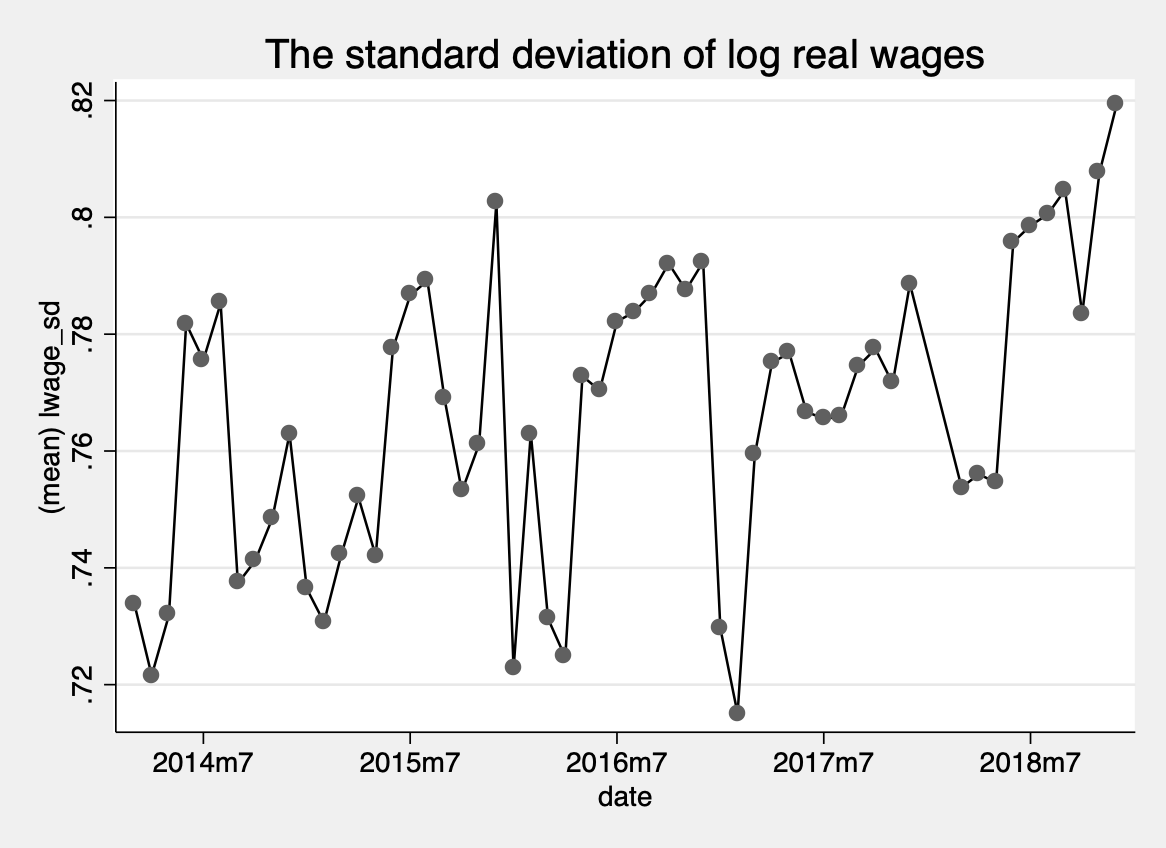 The standard deviation of log real wages
(mean) lwage_sd
.82
.8
.78
.76
.74
.72
2014m7 2015m7 2016m7 2017m7 2018m7
date